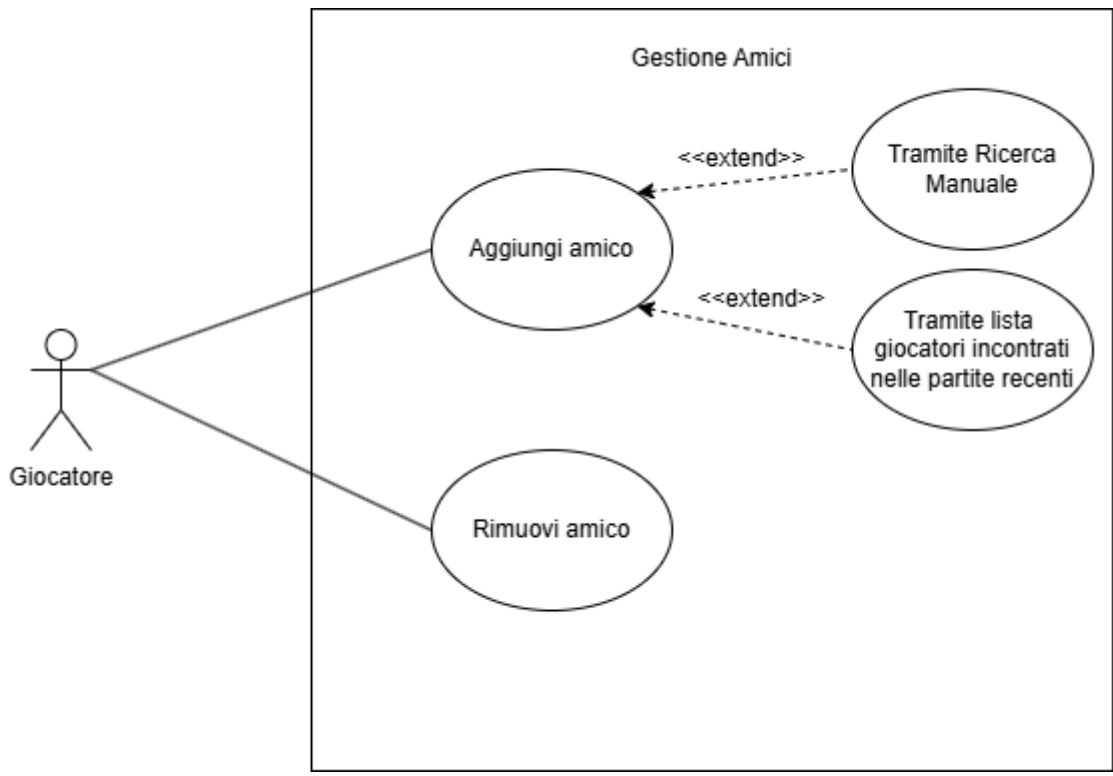 Gestione Amici
<<extend>>
Tramite Ricerca
Manuale
Aggiungi amico
<<extend>>
Tramite lista
giocatori incontrati
nelle partite recenti
Giocatore
Rimuovi amico